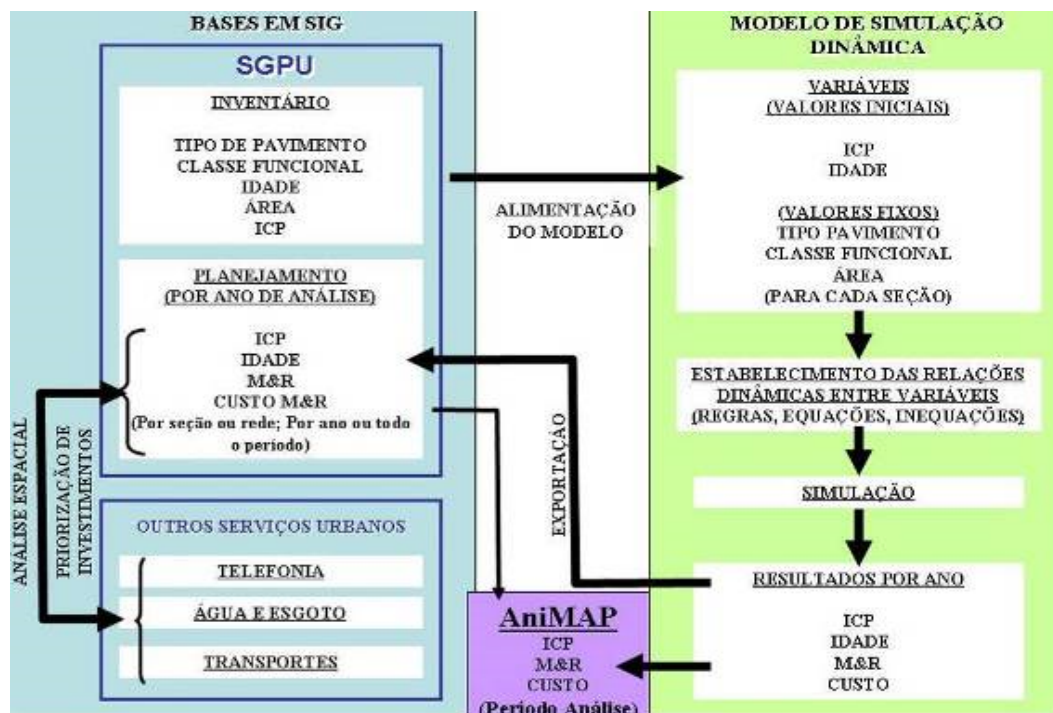 BASES EM SIG
SGPU
INVENTÁRIO
TIPO DE PAVIMENTO
CLASSE FUNCIONAL
IDADE
ÁREA
ICP
PLANEJAMENTO
(POR ANO DE ANÁLISE)
ICP
IDADE
M&R
CUSTO M&R
(Por seção ou rede; Por ano ou todo
o período)
ANÁLISE ESPACIAL
PRIORIZAÇÃO DE
INVESTIMENTOS
OUTROS SERVIÇOS URBANOS
TELEFONIA
ÁGUA E ESGOTO
TRANSPORTES
ALIMENTAÇÃO
DO MODELO
EXPORTAÇÃO
AniMAP
ICP
M&R
CUSTO
(Período Análise)
MODELO DE SIMULAÇÃO
DINÂMICA
VARIÁVEIS
(VALORES INICIAIS)
ICP
IDADE
(VALORES FIXOS)
TIPO PAVIMENTO
CLASSE FUNCIONAL
ÁREA
(PARA CADA SEÇÃO)
ESTABELECIMENTO DAS RELAÇÕES
DINÂMICAS ENTRE VARIÁVEIS
(REGRAS, EQUAÇÕES, INEQUAÇÕES)
SIMULAÇÃO
RESULTADOS POR ANO
ICP
IDADE
M&R
CUSTO